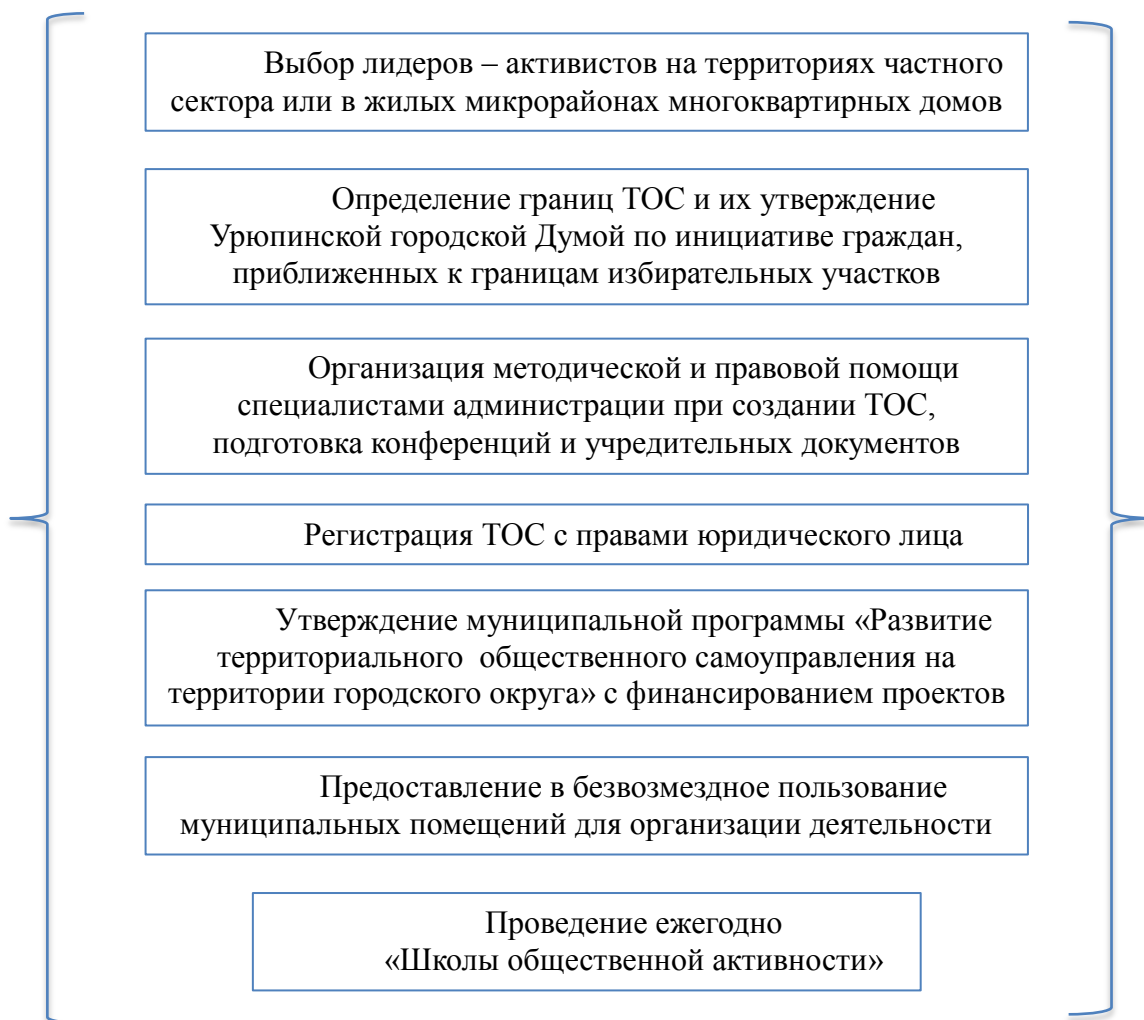 Выбор лидеров – активистов на территориях частного
сектора или в жилых микрорайонах многоквартирных домов
Определение границ ТОС и их утверждение
Урюпинской городской Думой по инициативе граждан,
приближенных к границам избирательных участков
Организация методической и правовой помощи
специалистами администрации при создании ТОС,
подготовка конференций и учредительных документов
Регистрация ТОС с правами юридического лица
Утверждение муниципальной программы «Развитие
территориального общественного самоуправления на
территории городского округа» с финансированием проектов
Предоставление в безвозмездное пользование
муниципальных помещений для организации деятельности
Проведение ежегодно
«Школы общественной активности»